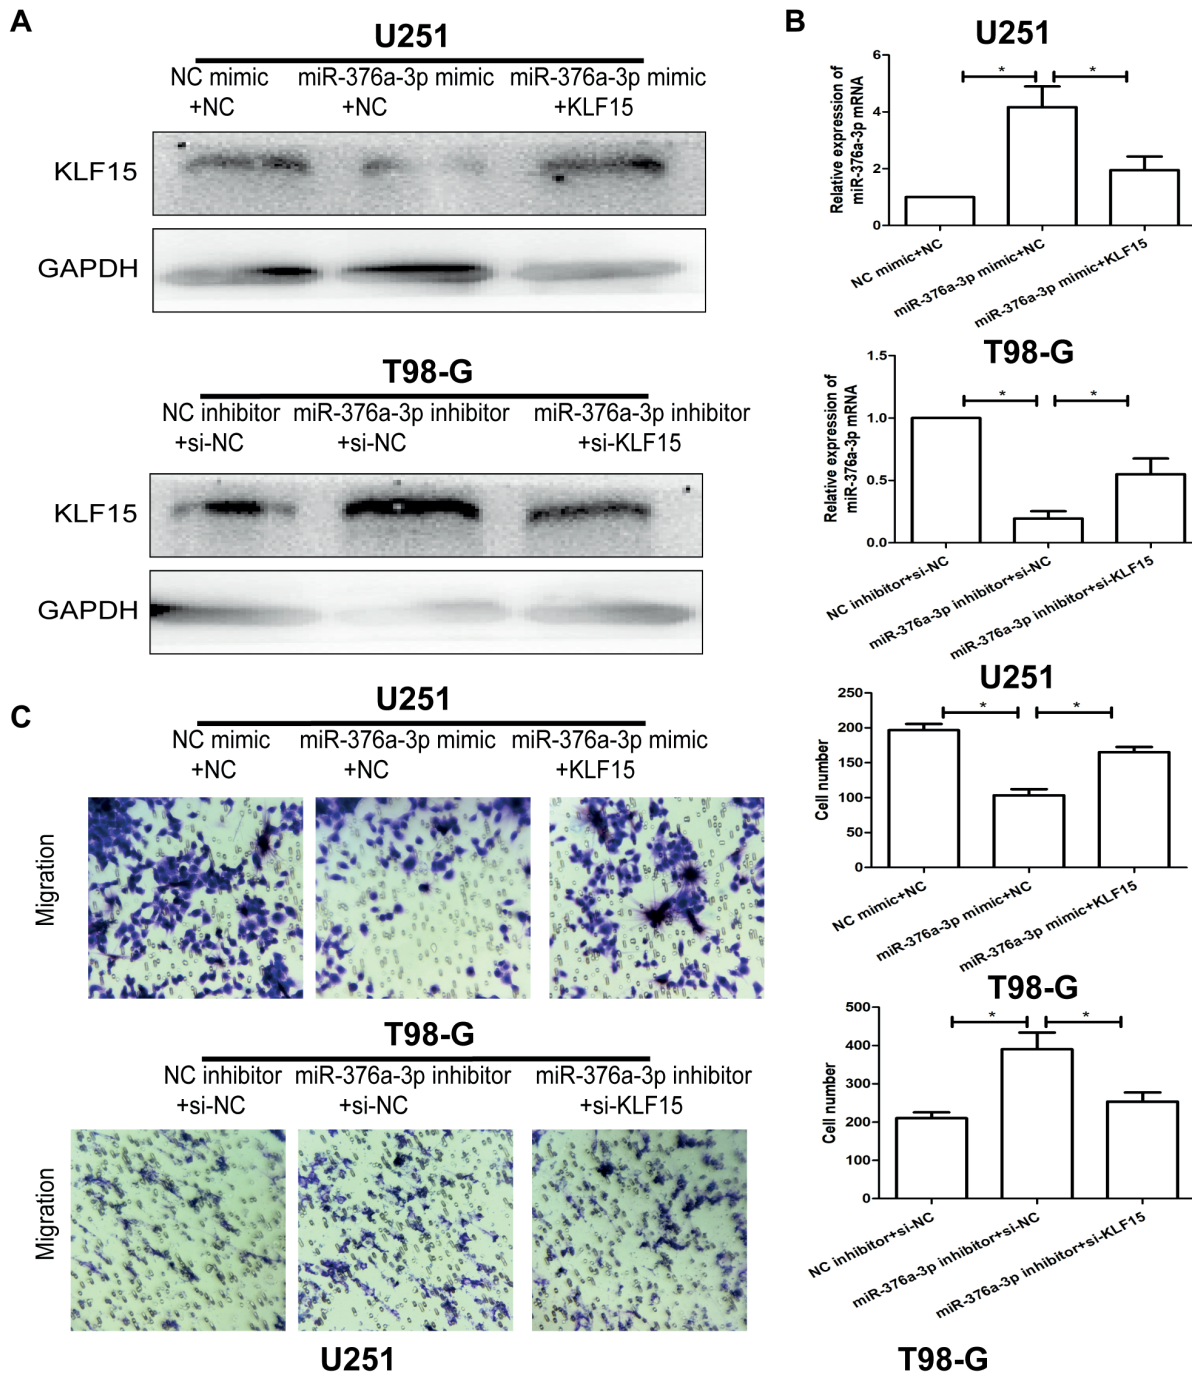 A
U251
NC mimic miR-376a-3p mimic miR-376a-3p mimic
+NC +NC +KLF15
KLF15
GAPDH
T98-G
NC inhibitor miR-376a-3p inhibitor miR-376a-3p inhibitor
+si-NC +si-NC +si-KLF15
KLF15
GAPDH
B
U251
Relative expression of
miR-376a-3p mRNA
6
4
2
0
* *
NC mimic+NC
miR-376a-3p mimic+NC
miR-376a-3p mimic+KLF15
T98-G
Relative expression of
miR-376a-3p mRNA
1.5
1.0
0.5
0.0
* *
NC inhibitor+si-NC
miR-376a-3p inhibitor+si-NC
miR-376a-3p inhibitor+si-KLF15
C
U251
NC mimic miR-376a-3p mimic miR-376a-3p mimic
+NC +NC +KLF15
Migration
T98-G
NC inhibitor miR-376a-3p inhibitor miR-376a-3p inhibitor
+si-NC +si-NC +si-KLF15
Migration
U251
Cell number
250
200
150
100
50
0
* *
NC mimic+NC
miR-376a-3p mimic+NC
miR-376a-3p mimic+KLF15
T98-G
Cell number
500
400
300
200
100
0
* *
NC inhibitor+si-NC
miR-376a-3p inhibitor+si-NC
miR-376a-3p inhibitor+si-KLF15
U251
T98-G